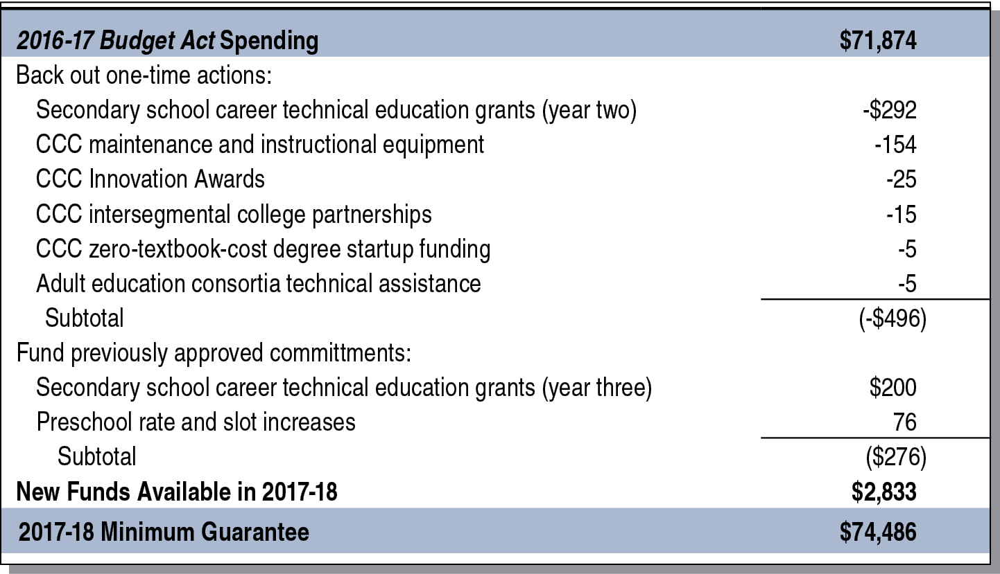 2016-17 Budget Act Spending $71,874
Back out one-time actions:
Secondary school career technical education grants (year two) -$292
CCC maintenance and instructional equipment -154
CCC Innovation Awards -25
CCC intersegmental college partnerships -15
CCC zero-textbook-cost degree startup funding -5
Adult education consortia technical assistance -5
Subtotal (-$496)
Fund previously approved committments:
Secondary school career technical education grants (year three) $200
Preschool rate and slot increases 76
Subtotal ($276)
New Funds Available in 2017-18 $2,833
2017-18 Minimum Guarantee $74,486